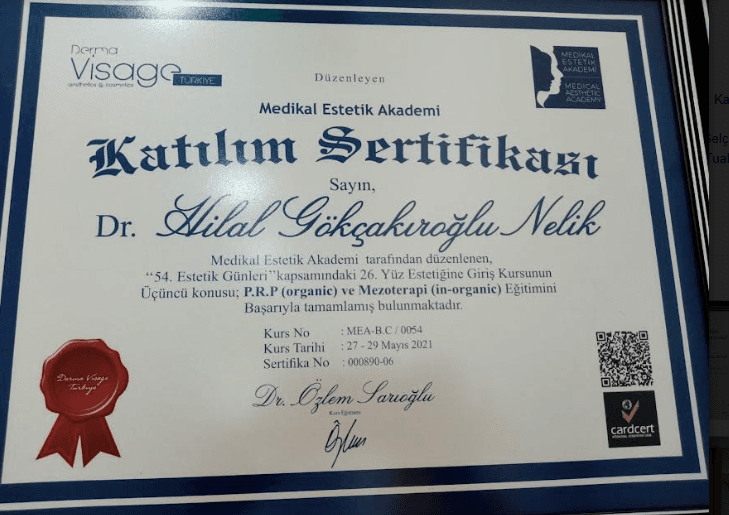 Derma
Visage TÜRKİYE
aesthetics & cosmetics
MEDİKAL
ESTETİK
AKADEMİ
MEDICAL
AESTHETIC
ACADEMY
Düzenleyen
Medikal Estetik Akademi
Katılım Sertifikası
Sayın,
Dr. Hilal Gökçakıroğlu Nelik
Medikal Estetik Akademi tarafından düzenlenen,
“54. Estetik Günleri”kapsamındaki 26. Yüz Estetiğine Giriş Kursunun
Üçüncü konusu; P.R.P (organic) ve Mezoterapi (in-organic) Eğitimini
Başarıyla tamamlamış bulunmaktadır.
Kurs No : MEA-B.C / 0054
Kurs Tarihi : 27 - 29 Mayıs 2021
Sertifika No : 000890-06
Derma Visage
Türkiye
Dr. Özlem Sarıoğlu
Kurs Eğitmeni
cardcert